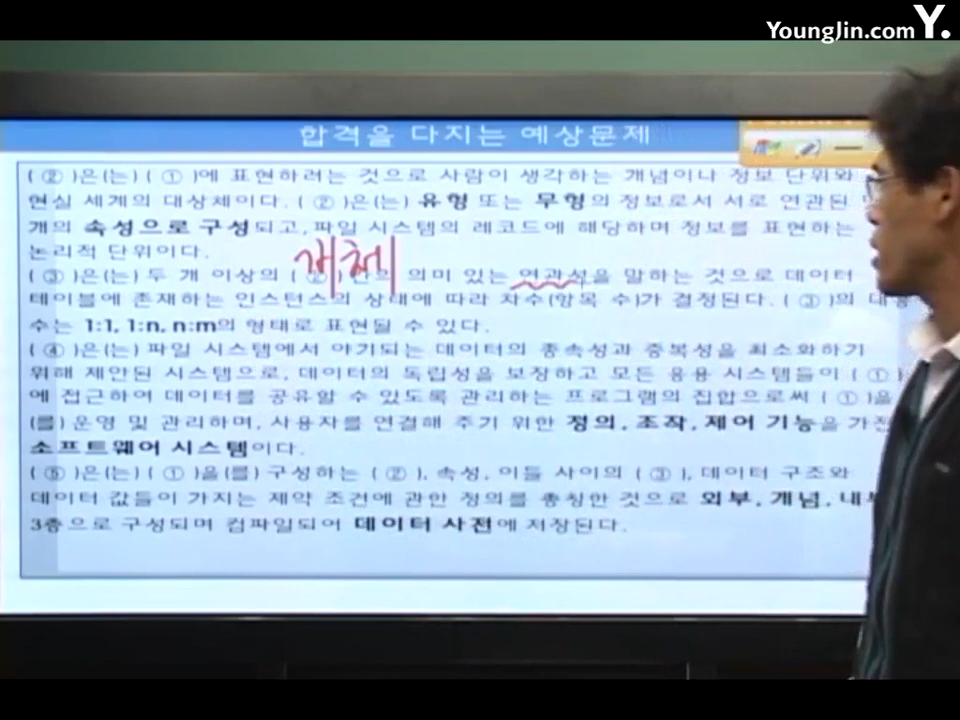 YoungJin.com Y.
합격을 다지는 예상문제
( ② )은(는) ( ① )에 표현하려는 것으로 사람이 생각하는 개념이나 정보 단위와
현실 세계의 대상체이다. ( ② )은(는) 유형 또는 무형의 정보로서 서로 연관된
개의 속성으로 구성되고, 파일 시스템의 레코드에 해당하며 정보를 표현하는
논리적 단위이다.
개체
( ③ )은(는) 두 개 이상의 ( ② ) 간의 의미 있는 연관성을 말하는 것으로 데이터
테이블에 존재하는 인스턴스의 상태에 따라 차수(항목 수)가 결정된다. ( ③ )의 대응
수는 1:1, 1:n, n:m의 형태로 표현될 수 있다.
( ④ )은(는) 파일 시스템에서 야기되는 데이터의 종속성과 중복성을 최소화하기
위해 제안된 시스템으로, 데이터의 독립성을 보장하고 모든 응용 시스템들이 ( ① )
에 접근하여 데이터를 공유할 수 있도록 관리하는 프로그램의 집합으로써 ( ① )을
(를) 운영 및 관리하며, 사용자를 연결해 주기 위한 정의, 조작, 제어 기능을 가진
소프트웨어 시스템이다.
( ⑤ )은(는) ( ① )을(를) 구성하는 ( ② ), 속성, 이들 사이의 ( ③ ), 데이터 구조와
데이터 값들이 가지는 제약 조건에 관한 정의를 총칭한 것으로 외부, 개념, 내부
3층으로 구성되며 컴파일되어 데이터 사전에 저장된다.